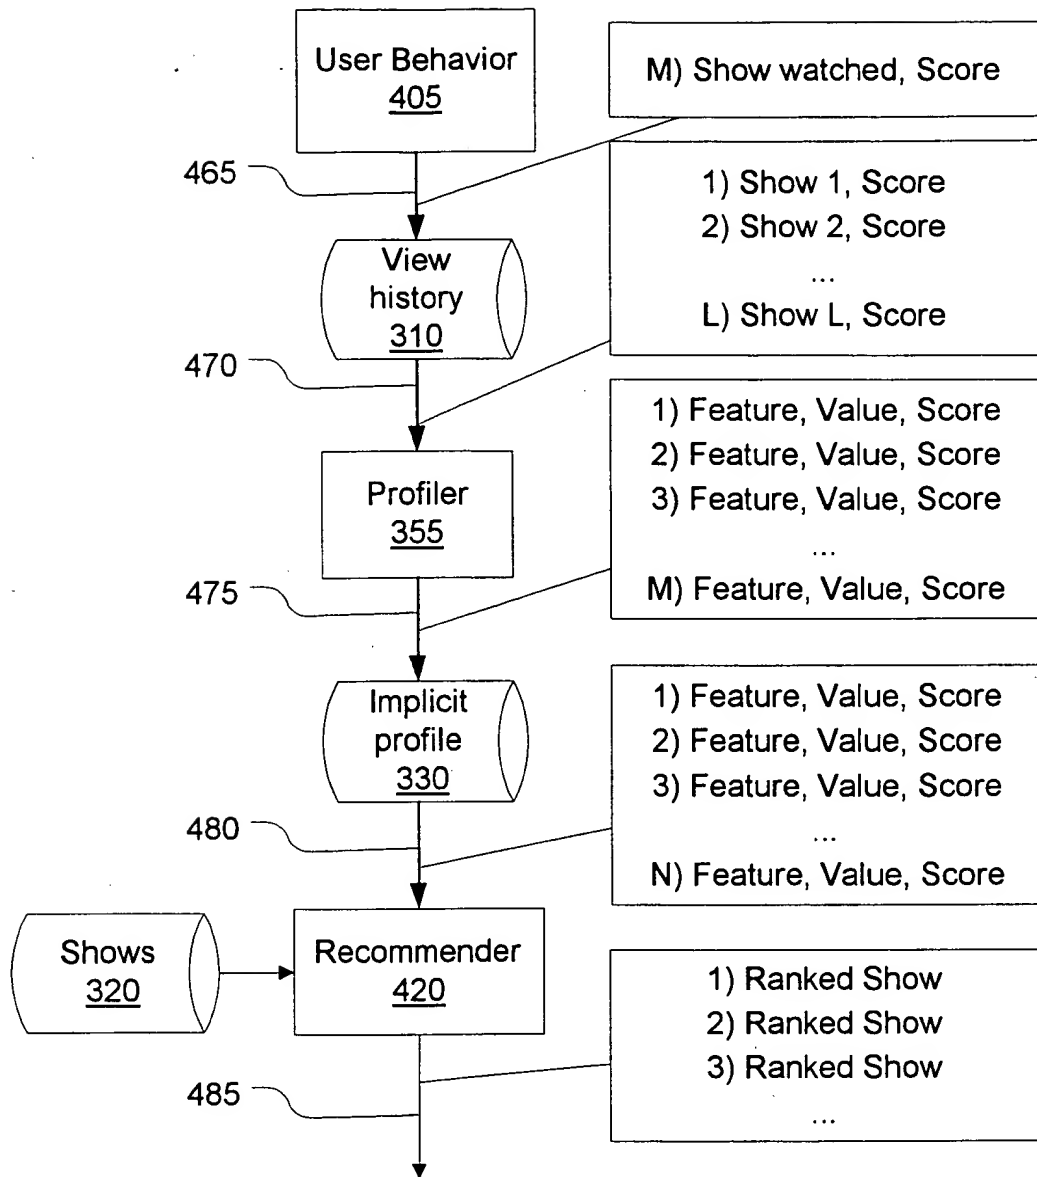 User Behavior
405
M) Show watched, Score
465
1) Show 1, Score
2) Show 2, Score
...
L) Show L, Score
View
history
310
470
1) Feature, Value, Score
2) Feature, Value, Score
3) Feature, Value, Score
...
M) Feature, Value, Score
Profiler
355
475
Implicit
profile
330
1) Feature, Value, Score
2) Feature, Value, Score
3) Feature, Value, Score
...
N) Feature, Value, Score
480
Shows
320
Recommender
420
1) Ranked Show
2) Ranked Show
3) Ranked Show
...
485